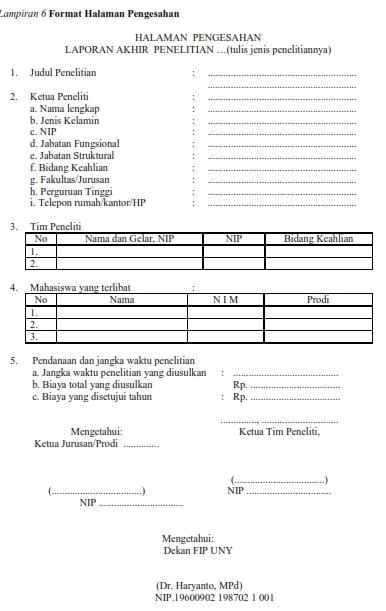 Lampiran 6 Format Halaman Pengesahan
HALAMAN PENGESAHAN
LAPORAN AKHIR PENELITIAN …(tulis jenis penelitiannya)
1. Judul Penelitian : ......................................................
......................................................
2. Ketua Peneliti : ......................................................
a. Nama lengkap : ......................................................
b. Jenis Kelamin : ......................................................
c. NIP : ......................................................
d. Jabatan Fungsional : ......................................................
e. Jabatan Struktural : ......................................................
f. Bidang Keahlian : ......................................................
g. Fakultas/Jurusan : ......................................................
h. Perguruan Tinggi : ......................................................
i. Telepon rumah/kantor/HP : ......................................................
3. Tim Peneliti
No Nama dan Gelar, NIP NIP Bidang Keahlian
1.
2.
4. Mahasiswa yang terlibat :
No Nama N I M Prodi
1.
2.
3.
5. Pendanaan dan jangka waktu penelitian
a. Jangka waktu penelitian yang diusulkan : ......................................
b. Biaya total yang diusulkan Rp. .................................
c. Biaya yang disetujui tahun : Rp. .................................
............., ............................
Mengetahui: Ketua Tim Peneliti,
Ketua Jurusan/Prodi .............
(.................................)
(.................................) NIP ..............................
NIP ..............................
Mengetahui:
Dekan FIP UNY
(Dr. Haryanto, MPd)
NIP.19600902 198702 1 001